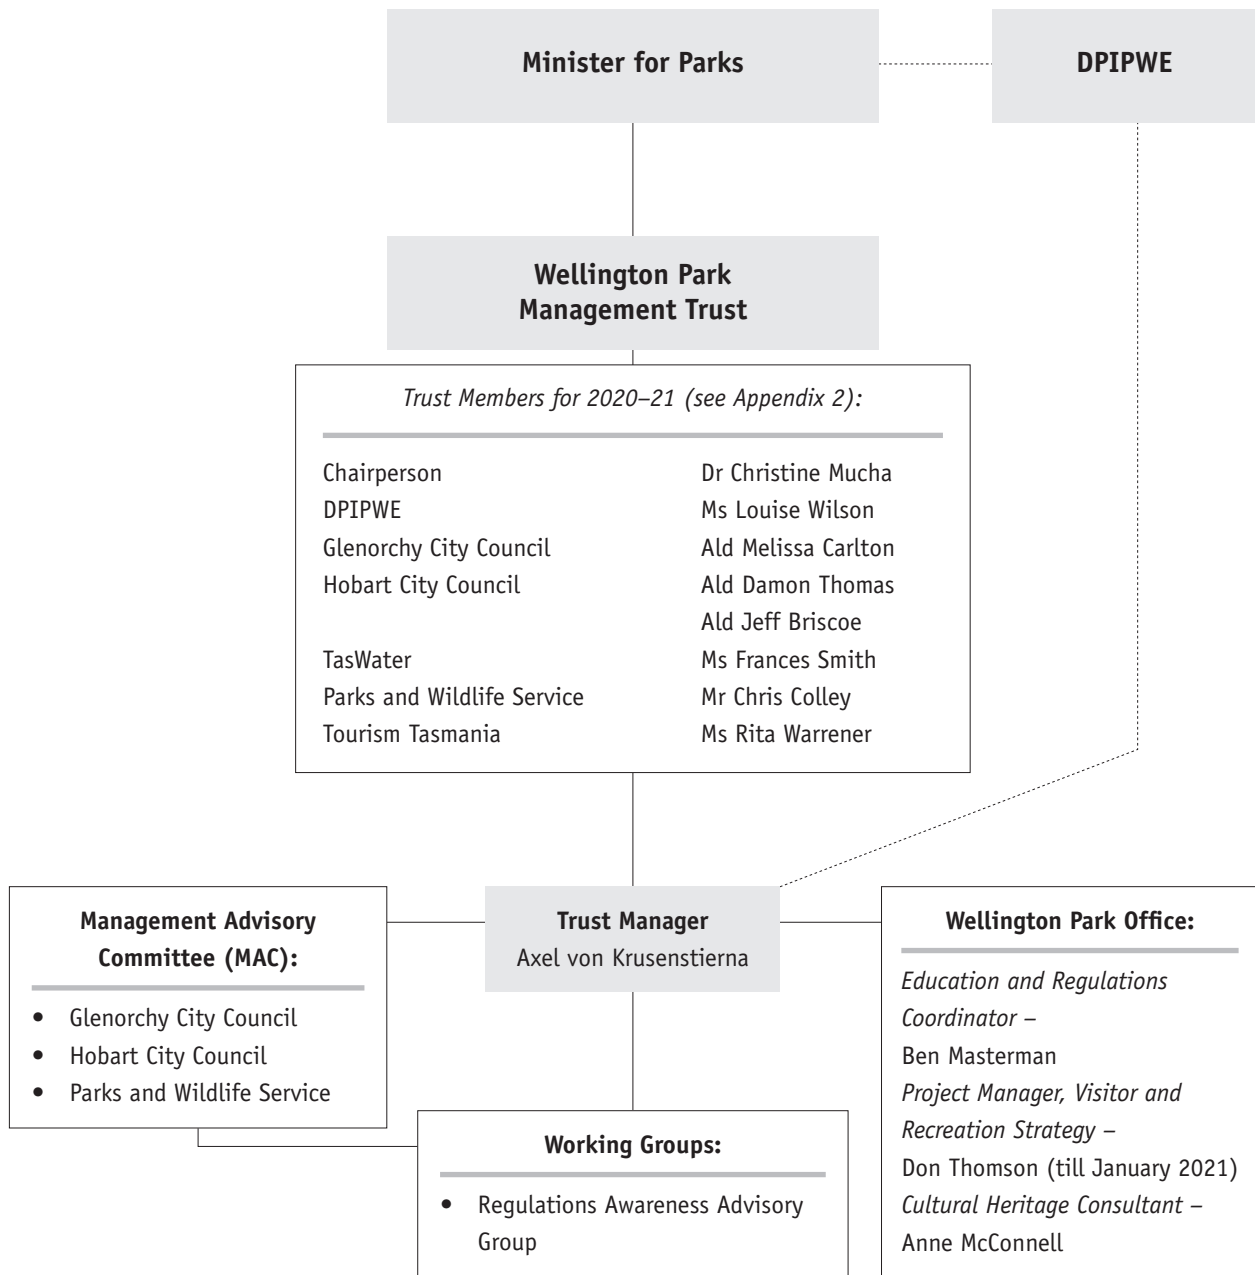 Minister for Parks
DPIPWE
Wellington Park
Management Trust
Trust Members for 2020–21 (see Appendix 2):
Chairperson Dr Christine Mucha
DPIPWE Ms Louise Wilson
Glenorchy City Council Ald Melissa Carlton
Hobart City Council Ald Damon Thomas
Ald Jeff Briscoe
TasWater Ms Frances Smith
Parks and Wildlife Service Mr Chris Colley
Tourism Tasmania Ms Rita Warrener
Management Advisory
Committee (MAC):
• Glenorchy City Council
• Hobart City Council
• Parks and Wildlife Service
Trust Manager
Axel von Krusenstierna
Wellington Park Office:
Education and Regulations
Coordinator –
Ben Masterman
Project Manager, Visitor and
Recreation Strategy –
Don Thomson (till January 2021)
Cultural Heritage Consultant –
Anne McConnell
Working Groups:
• Regulations Awareness Advisory
Group